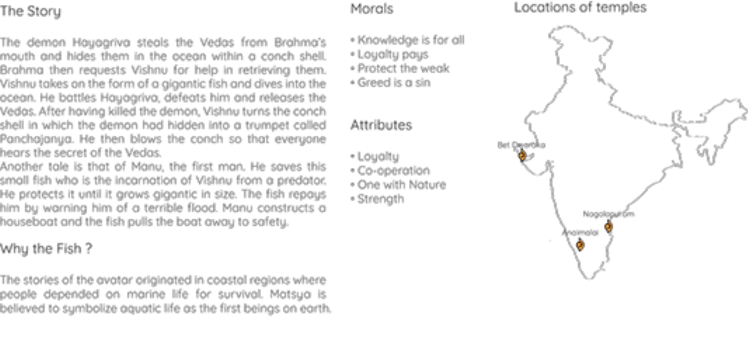 The Story
The demon Hayagriva steals the Vedas from Brahma's
mouth and hides them in the ocean within a conch shell.
Brahma then requests Vishnu for help in retrieving them.
Vishnu takes on the form of a gigantic fish and dives into the
ocean. He battles Hayagriva, defeats him and releases the
Vedas. After having killed the demon, Vishnu turns the conch
shell in which the demon had hidden into a trumpet called
Panchajanya. He then blows the conch so that everyone
hears the secret of the Vedas.
Another tale is that of Manu, the first man. He saves this
small fish who is the incarnation of Vishnu from a predator.
He protects it until it grows gigantic in size. The fish repays
him by warning him of a terrible flood. Manu constructs a
houseboat and the fish pulls the boat away to safety.
Why the Fish ?
The stories of the avatar originated in coastal regions where
people depended on marine life for survival. Matsya is
believed to symbolize aquatic life as the first beings on earth.
Morals
• Knowledge is for all
• Loyalty pays
• Protect the weak
• Greed is a sin
Attributes
• Loyalty
• Co-operation
• One with Nature
• Strength
Locations of temples
Bet Dwarka
Nagalapuram
Anaimalai